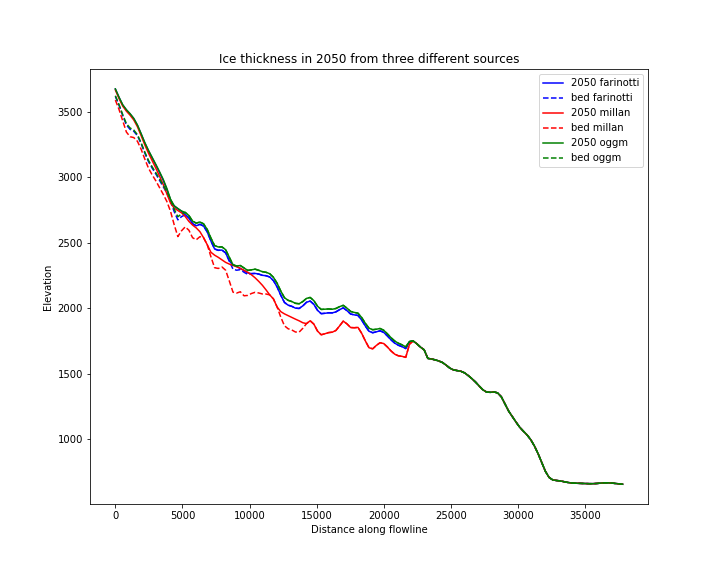 Ice thickness in 2050 from three different sources
2050 farinotti
bed farinotti
2050 millan
bed millan
2050 oggm
bed oggm
3500
3000
2500
2000
1500
1000
Elevation
0 5000 10000 15000 20000 25000 30000 35000
Distance along flowline